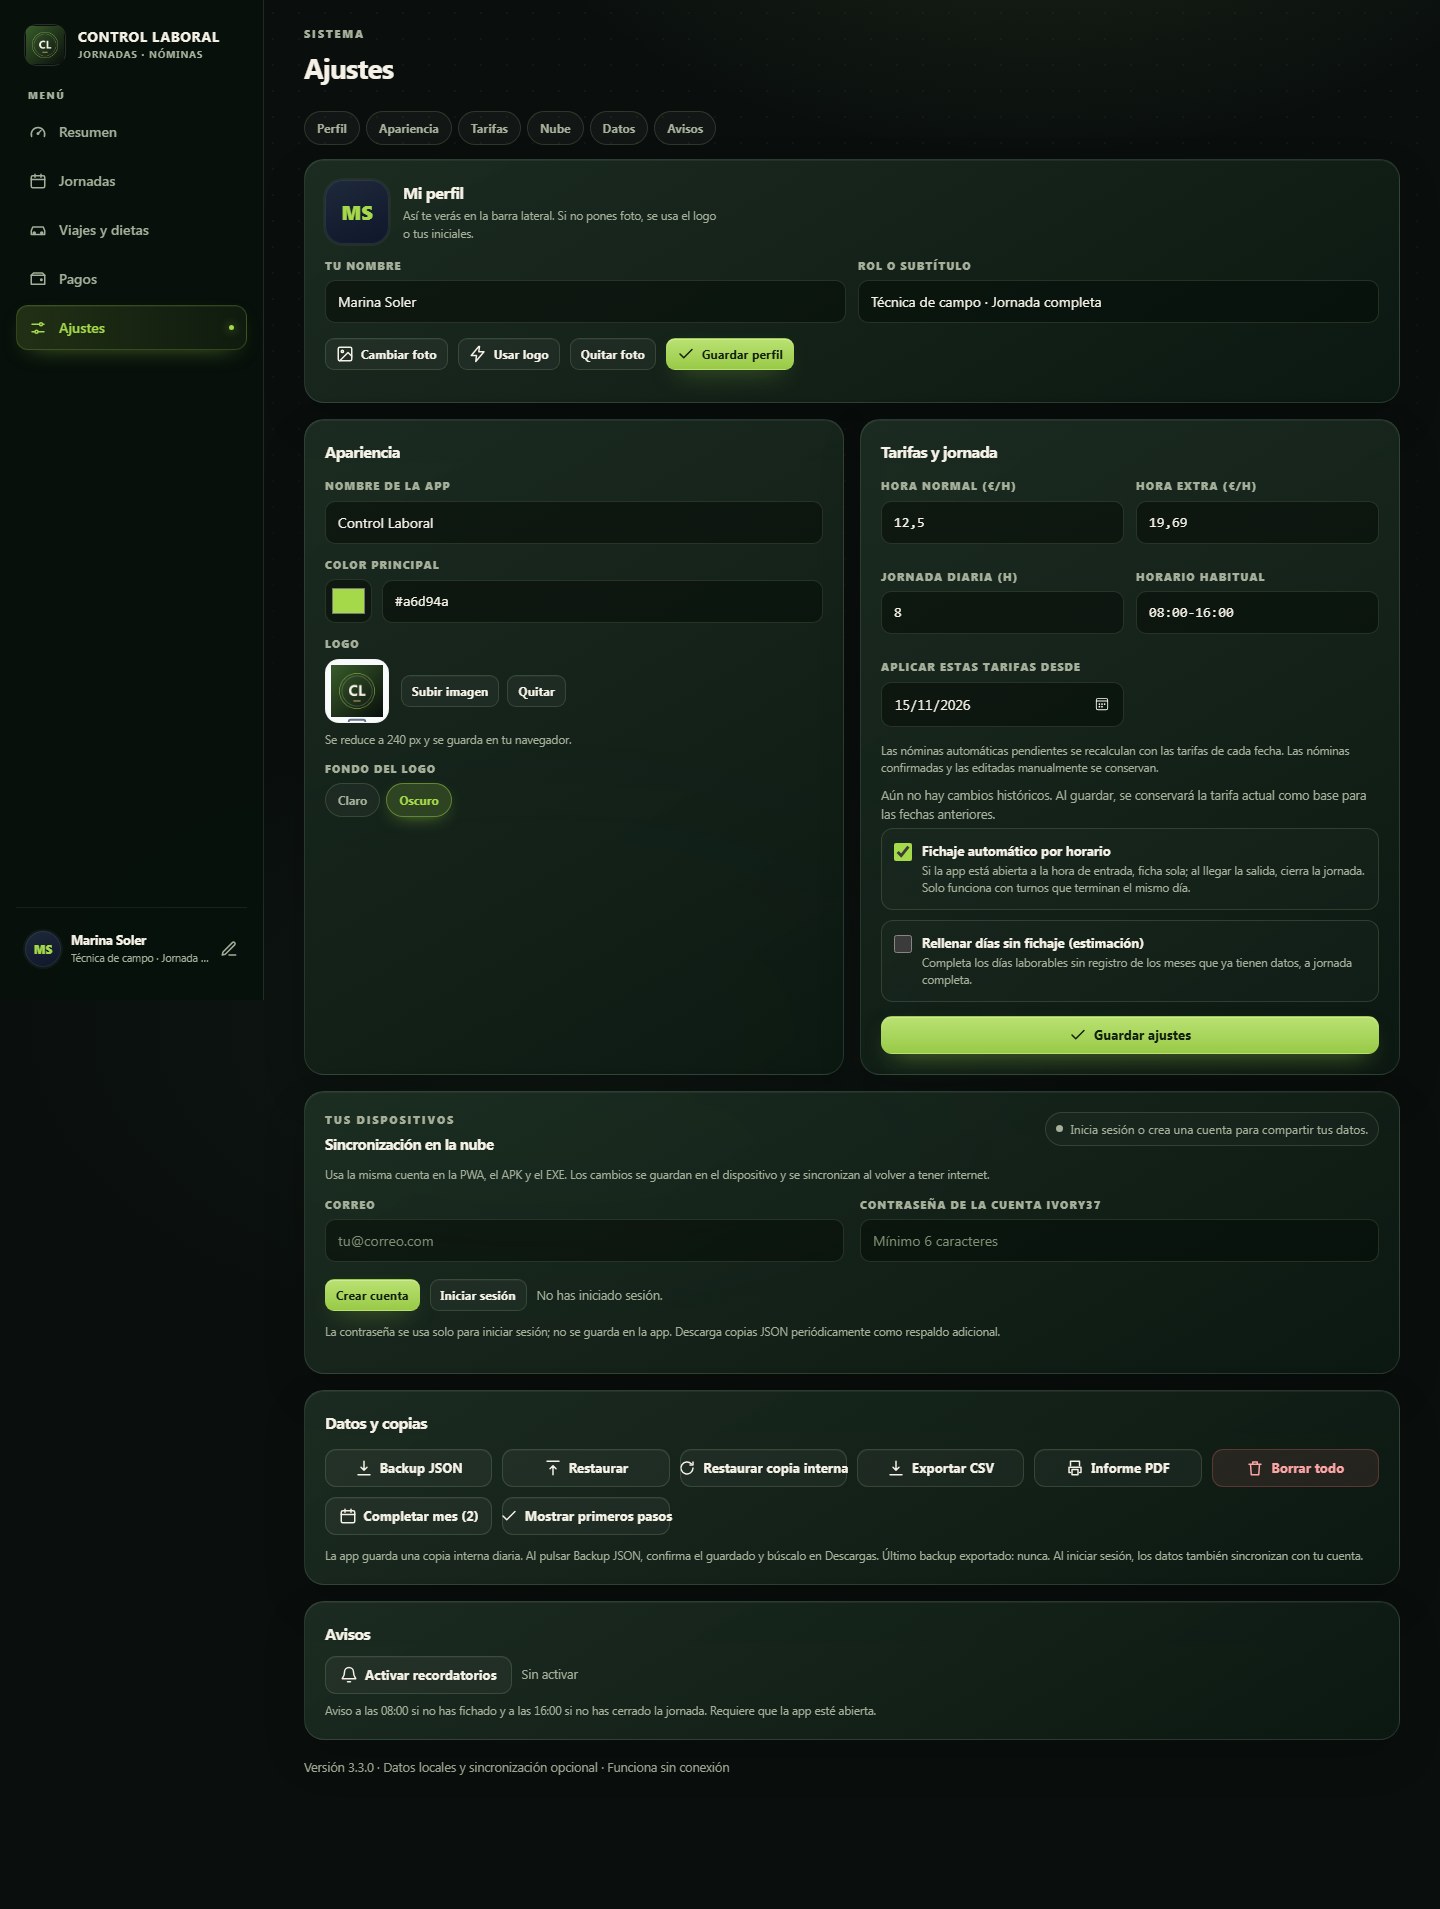 CL
CONTROL LABORAL
JORNADAS · NÓMINAS
MENÚ
Resumen
Jornadas
Viajes y dietas
Pagos
Ajustes
MS
Marina Soler
Técnica de campo · Jornada ...
SISTEMA
Ajustes
Perfil
Apariencia
Tarifas
Nube
Datos
Avisos
MS
Mi perfil
Así te verás en la barra lateral. Si no pones foto, se usa el logo
o tus iniciales.
TU NOMBRE
ROL O SUBTÍTULO
Marina Soler
Técnica de campo · Jornada completa
Cambiar foto
Usar logo
Quitar foto
Guardar perfil
Apariencia
NOMBRE DE LA APP
Control Laboral
COLOR PRINCIPAL
#a6d94a
LOGO
CL
Subir imagen
Quitar
Se reduce a 240 px y se guarda en tu navegador.
FONDO DEL LOGO
Claro
Oscuro
Tarifas y jornada
HORA NORMAL (€/H)
HORA EXTRA (€/H)
12,5
19,69
JORNADA DIARIA (H)
HORARIO HABITUAL
8
08:00-16:00
APLICAR ESTAS TARIFAS DESDE
15/11/2026
Las nóminas automáticas pendientes se recalculan con las tarifas de cada fecha. Las nóminas
confirmadas y las editadas manualmente se conservan.
Aún no hay cambios históricos. Al guardar, se conservará la tarifa actual como base para
las fechas anteriores.
Fichaje automático por horario
Si la app está abierta a la hora de entrada, ficha sola; al llegar la salida, cierra la jornada.
Solo funciona con turnos que terminan el mismo día.
Rellenar días sin fichaje (estimación)
Completa los días laborables sin registro de los meses que ya tienen datos, a jornada
completa.
Guardar ajustes
TUS DISPOSITIVOS
Sincronización en la nube
Inicia sesión o crea una cuenta para compartir tus datos.
Usa la misma cuenta en la PWA, el APK y el EXE. Los cambios se guardan en el dispositivo y se sincronizan al volver a tener internet.
CORREO
CONTRASEÑA DE LA CUENTA IVORY37
tu@correo.com
Mínimo 6 caracteres
Crear cuenta
Iniciar sesión
No has iniciado sesión.
La contraseña se usa solo para iniciar sesión; no se guarda en la app. Descarga copias JSON periódicamente como respaldo adicional.
Datos y copias
Backup JSON
Restaurar
Restaurar copia interna
Exportar CSV
Informe PDF
Borrar todo
Completar mes (2)
Mostrar primeros pasos
La app guarda una copia interna diaria. Al pulsar Backup JSON, confirma el guardado y búscalo en Descargas. Último backup exportado: nunca. Al iniciar sesión, los datos también sincronizan con tu cuenta.
Avisos
Activar recordatorios
Sin activar
Aviso a las 08:00 si no has fichado y a las 16:00 si no has cerrado la jornada. Requiere que la app esté abierta.
Versión 3.3.0 · Datos locales y sincronización opcional · Funciona sin conexión